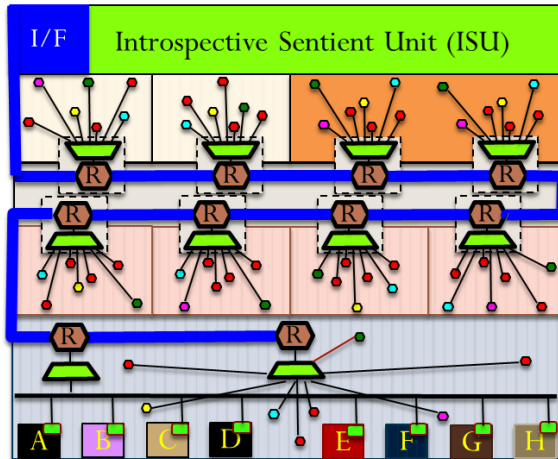 I/F Introspective Sentient Unit (ISU)
R R R R
R R R R
R R
A B C D E F G H